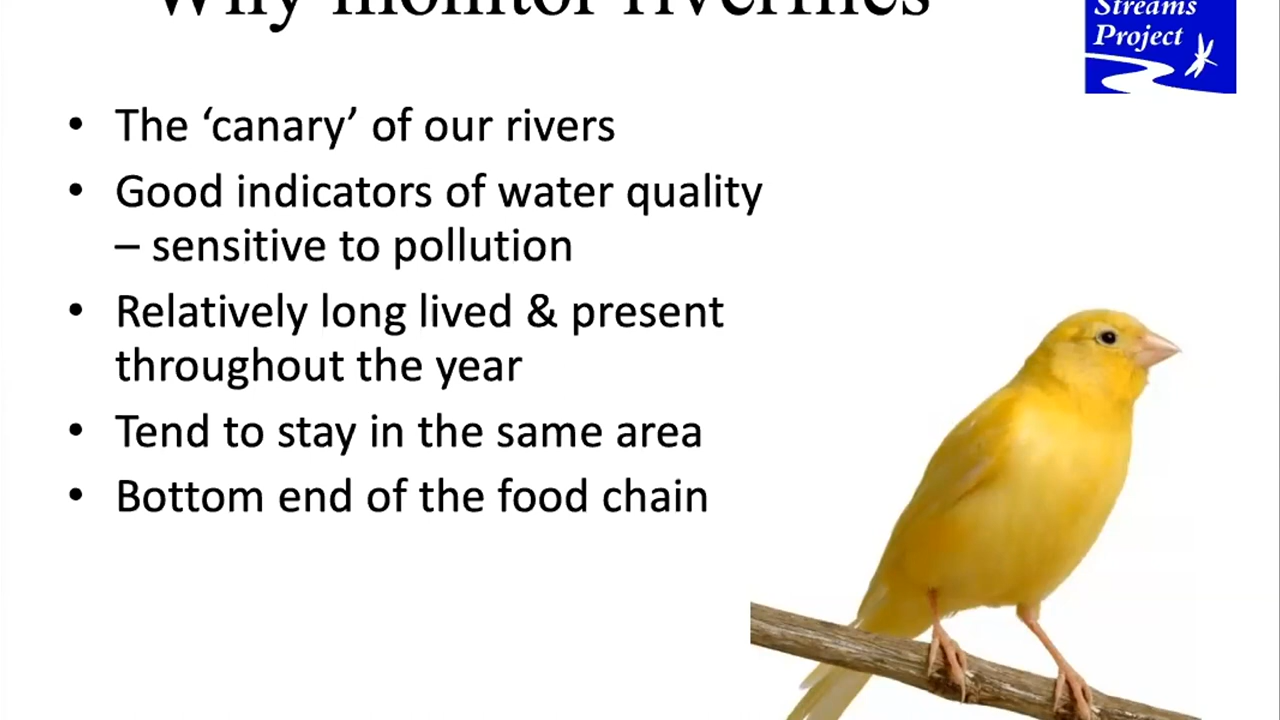 Why monitor riverflies
Streams
Project
• The ‘canary’ of our rivers
• Good indicators of water quality
– sensitive to pollution
• Relatively long lived & present
throughout the year
• Tend to stay in the same area
• Bottom end of the food chain